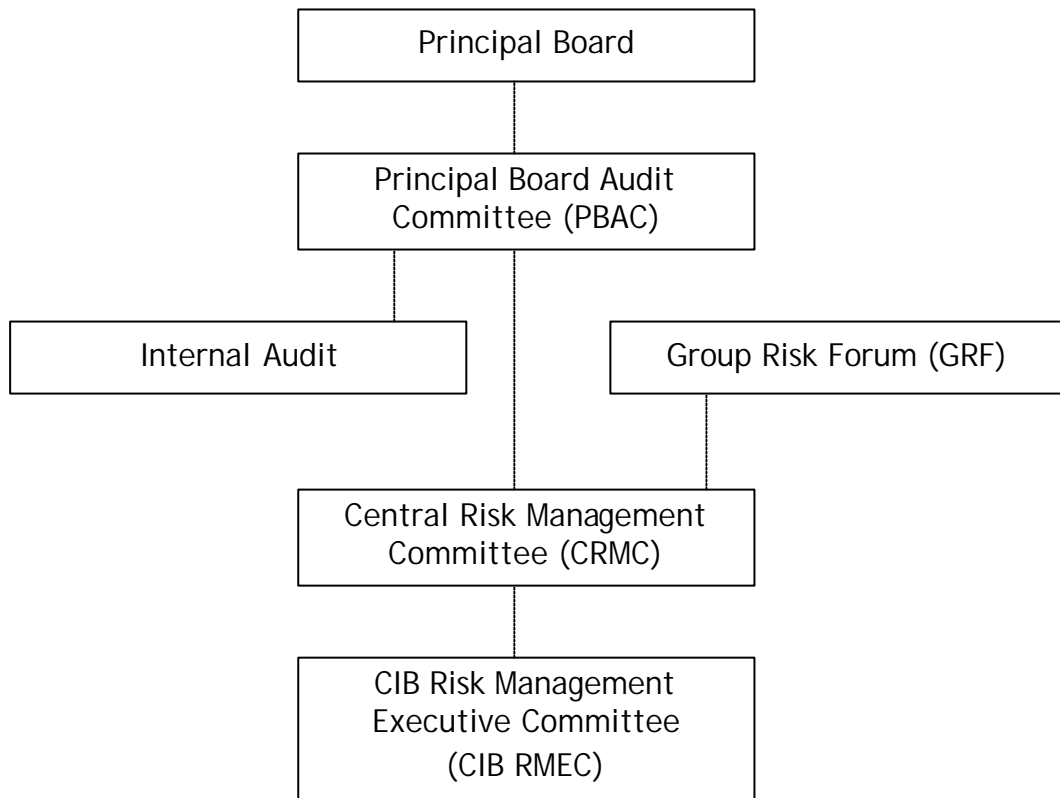 Principal Board
Principal Board Audit
Committee (PBAC)
Internal Audit
Group Risk Forum (GRF)
Central Risk Management
Committee (CRMC)
CIB Risk Management
Executive Committee
(CIB RMEC)